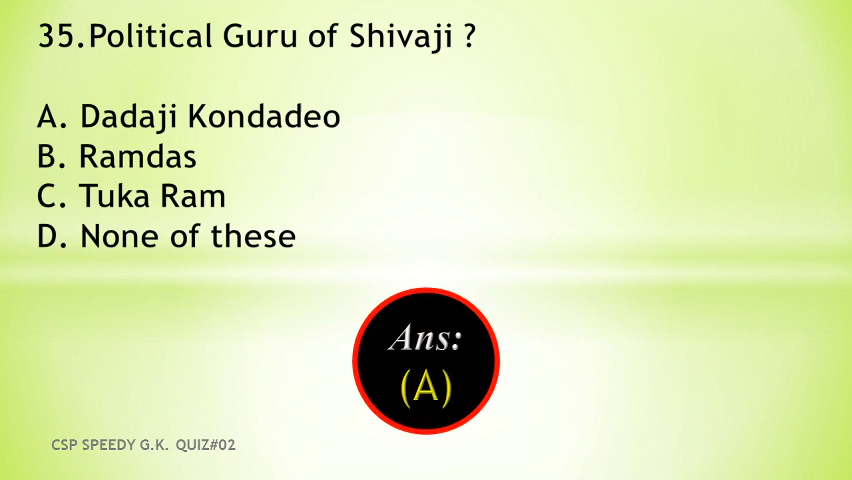 35.Political Guru of Shivaji ?
A. Dadaji Kondadeo
B. Ramdas
C. Tuka Ram
D. None of these
Ans:
(A)
CSP SPEEDY G.K. QUIZ#02